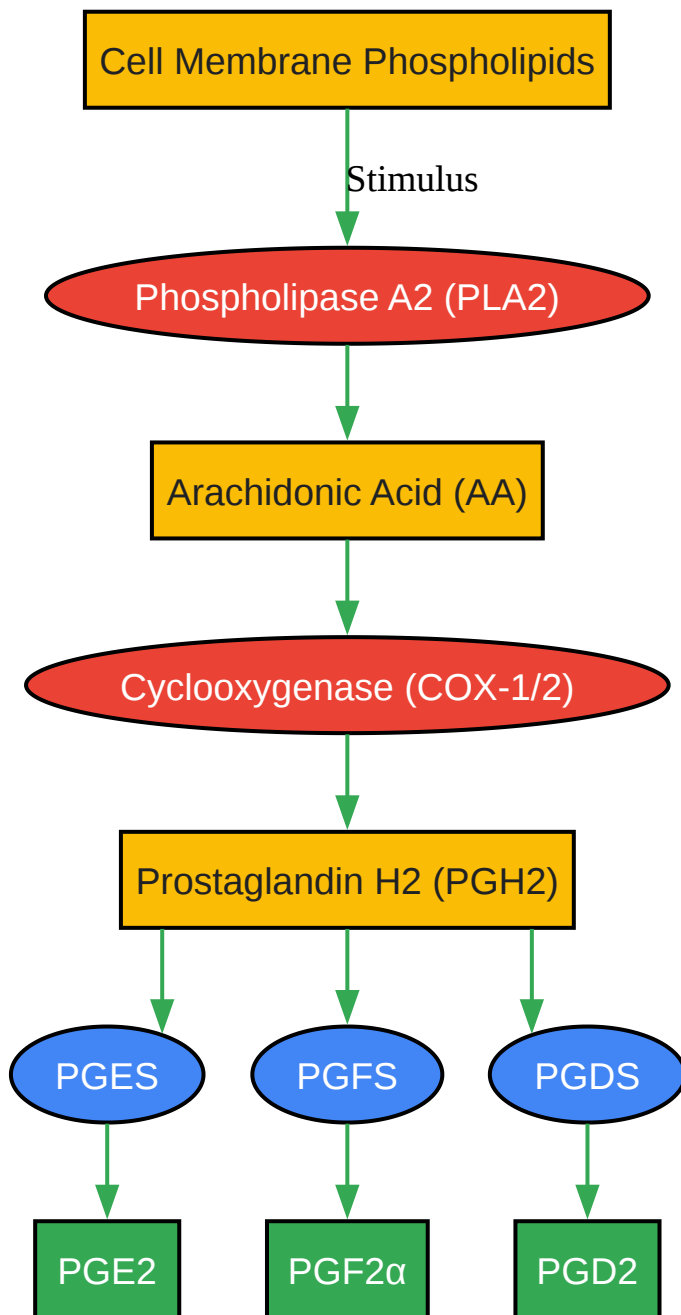 Cell Membrane Phospholipids
Stimulus
Phospholipase A2 (PLA2)
Arachidonic Acid (AA)
Cyclooxygenase (COX-1/2)
Prostaglandin H2 (PGH2)
PGES
PGFS
PGDS
PGE2
PGF2α
PGD2